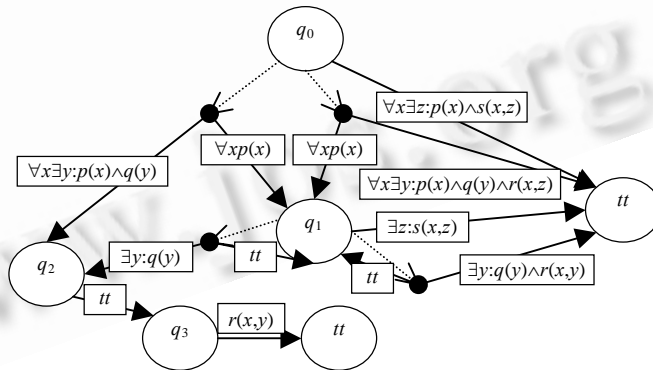 q0
∀x∃z:p(x)∧s(x,z)
∀xp(x)
∀xp(x)
∀x∃y:p(x)∧q(y)
∀x∃y:p(x)∧q(y)∧r(x,z)
tt
q1
∃z:s(x,z)
∃y:q(y)
tt
tt
∃y:q(y)∧r(x,y)
q2
tt
q3
r(x,y)
tt